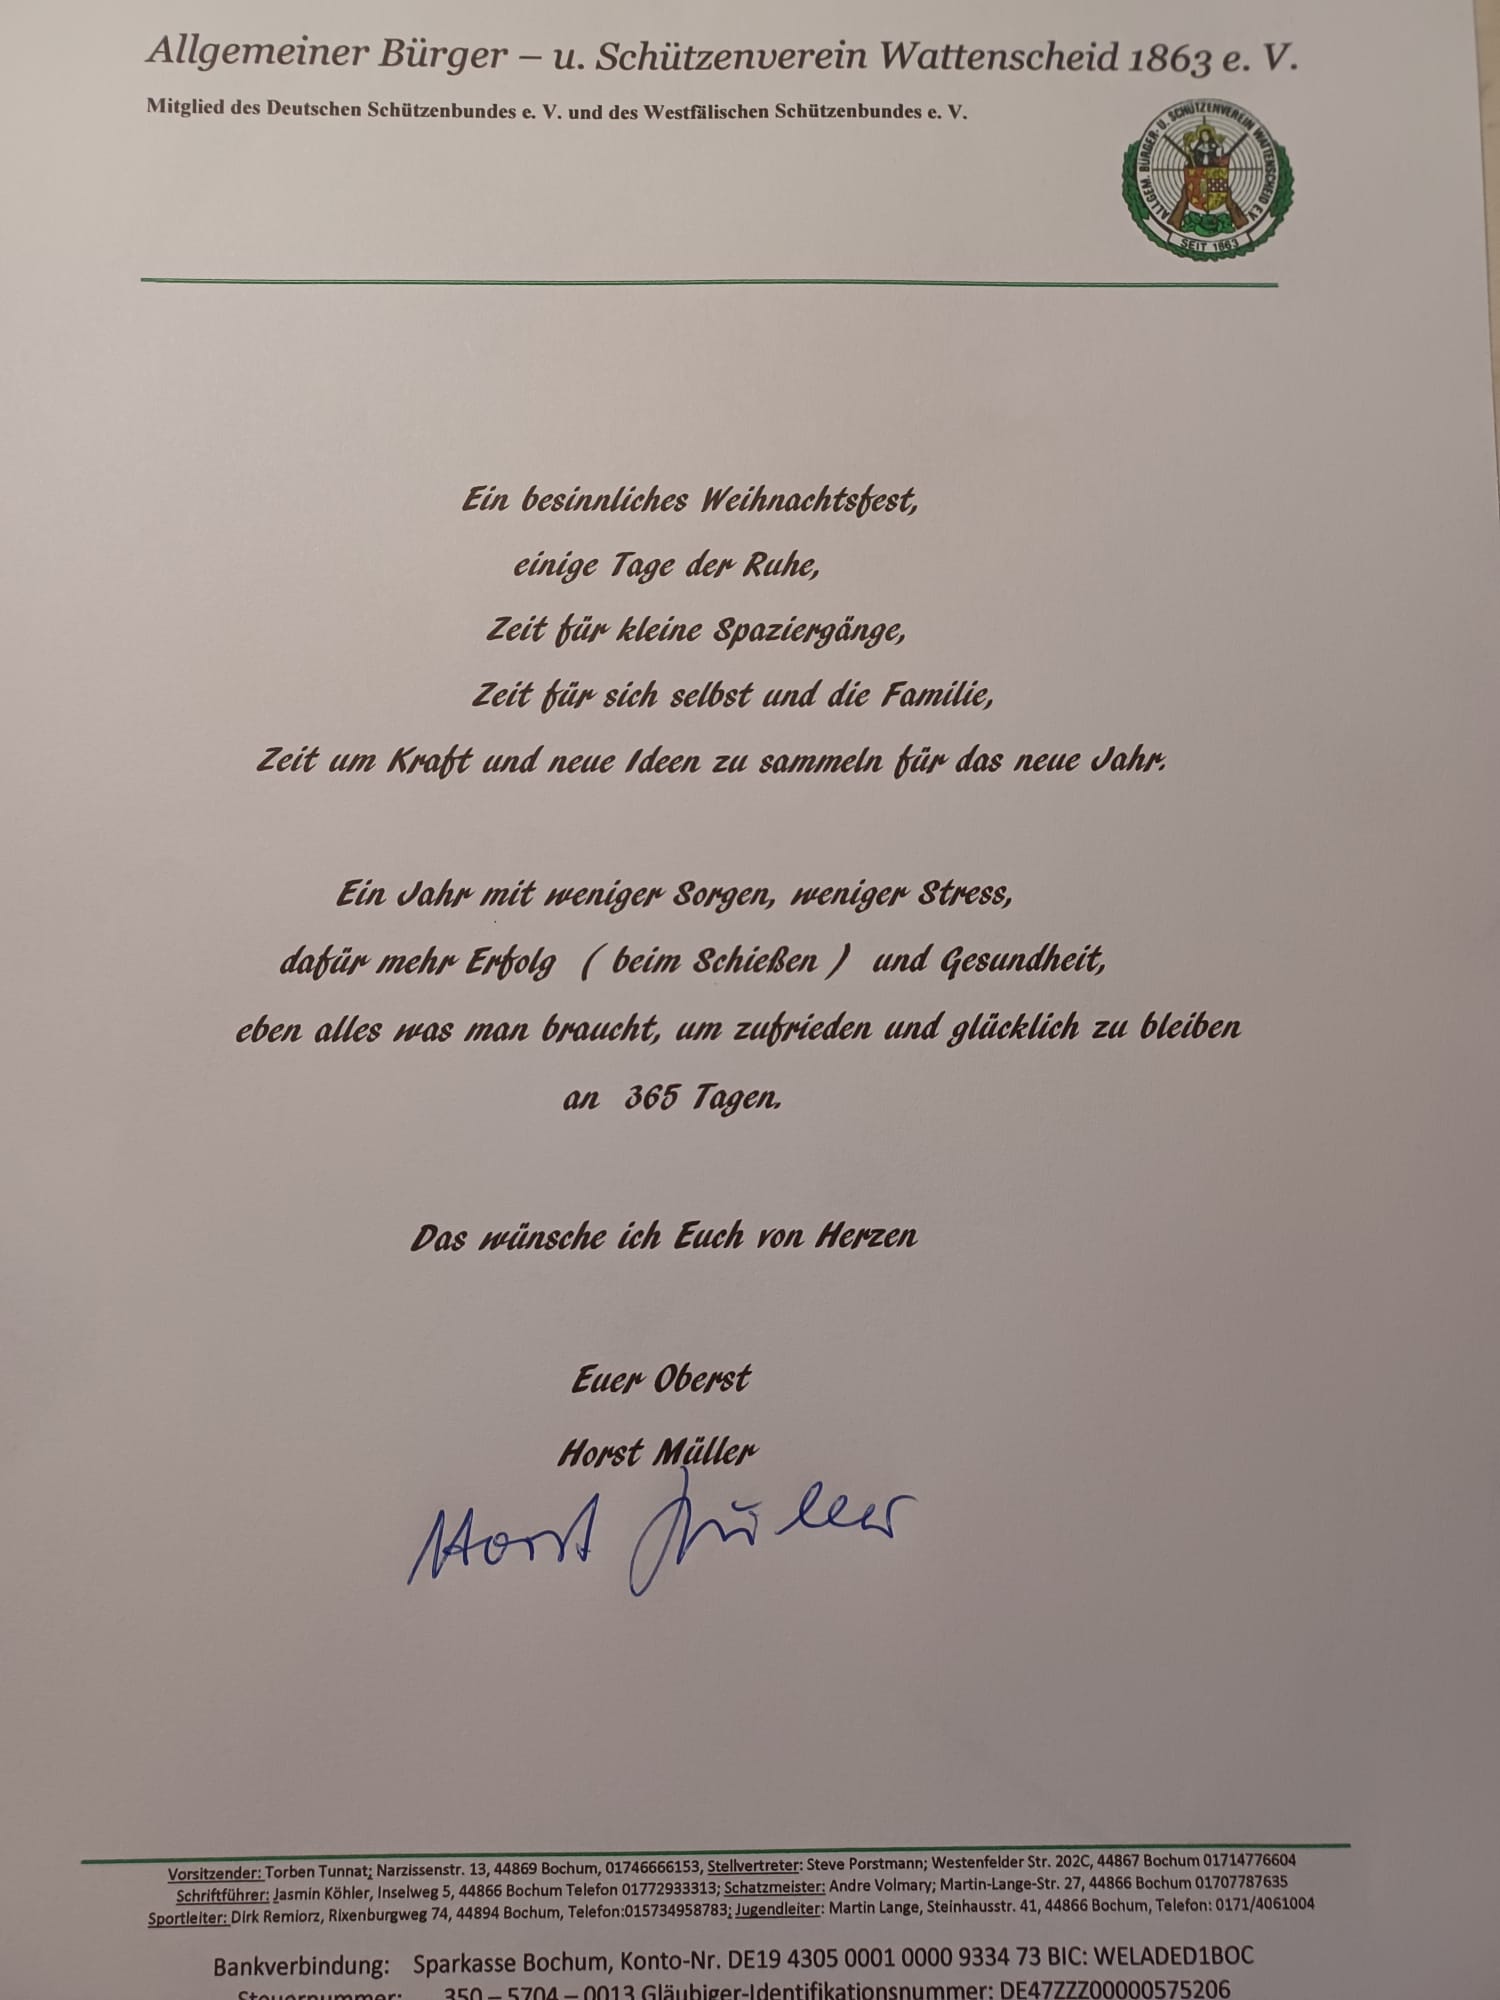 Allgemeiner Bürger – u. Schützenverein Wattenscheid 1863 e. V.
Mitglied des Deutschen Schützenbundes e. V. und des Westfälischen Schützenbundes e. V.
ALLGEM. BÜRGER- U. SCHÜTZENVEREIN WATTENSCHEID E.V.
SEIT 1863
Ein besinnliches Weihnachtsfest,
einige Tage der Ruhe,
Zeit für kleine Spaziergänge,
Zeit für sich selbst und die Familie,
Zeit um Kraft und neue Ideen zu sammeln für das neue Jahr.
Ein Jahr mit weniger Sorgen, weniger Stress,
dafür mehr Erfolg ( beim Schießen ) und Gesundheit,
eben alles was man braucht, um zufrieden und glücklich zu bleiben
an 365 Tagen.
Das wünsche ich Euch von Herzen
Euer Oberst
Horst Müller
Horst Müller
Vorsitzender: Torben Tunnat; Narzissenstr. 13, 44869 Bochum, 01746666153, Stellvertreter: Steve Porstmann; Westenfelder Str. 202C, 44867 Bochum 01714776604
Schriftführer: Jasmin Köhler, Inselweg 5, 44866 Bochum Telefon 01772933313; Schatzmeister: Andre Volmary; Martin-Lange-Str. 27, 44866 Bochum 01707787635
Sportleiter: Dirk Remiorz, Rixenburgweg 74, 44894 Bochum, Telefon:015734958783; Jugendleiter: Martin Lange, Steinhausstr. 41, 44866 Bochum, Telefon: 0171/4061004
Bankverbindung: Sparkasse Bochum, Konto-Nr. DE19 4305 0001 0000 9334 73 BIC: WELADED1BOC
Steuernummer: 350 – 5704 – 0013 Gläubiger-Identifikationsnummer: DE47ZZZ00000575206